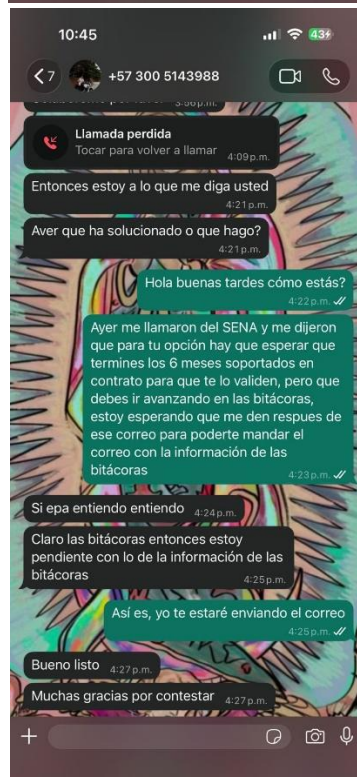 10:45
43
7
+57 300 5143988
3:56 p.m.
Llamada perdida
Tocar para volver a llamar 4:09 p.m.
Entonces estoy a lo que me diga usted
4:21 p.m.
Aver que ha solucionado o que hago?
4:21 p.m.
Hola buenas tardes cómo estás?
4:22 p.m.
Ayer me llamaron del SENA y me dijeron
que para tu opción hay que esperar que
termines los 6 meses soportados en
contrato para que te lo validen, pero que
debes ir avanzando en las bitácoras,
estoy esperando que me den respues de
ese correo para poderte mandar el
correo con la información de las
bitácoras
4:23 p.m.
Si epa entiendo entiendo 4:24 p.m.
Claro las bitácoras entonces estoy
pendiente con lo de la información de las
bitácoras
4:25 p.m.
Así es, yo te estaré enviando el correo
4:25 p.m.
Bueno listo 4:27 p.m.
Muchas gracias por contestar 4:27 p.m.